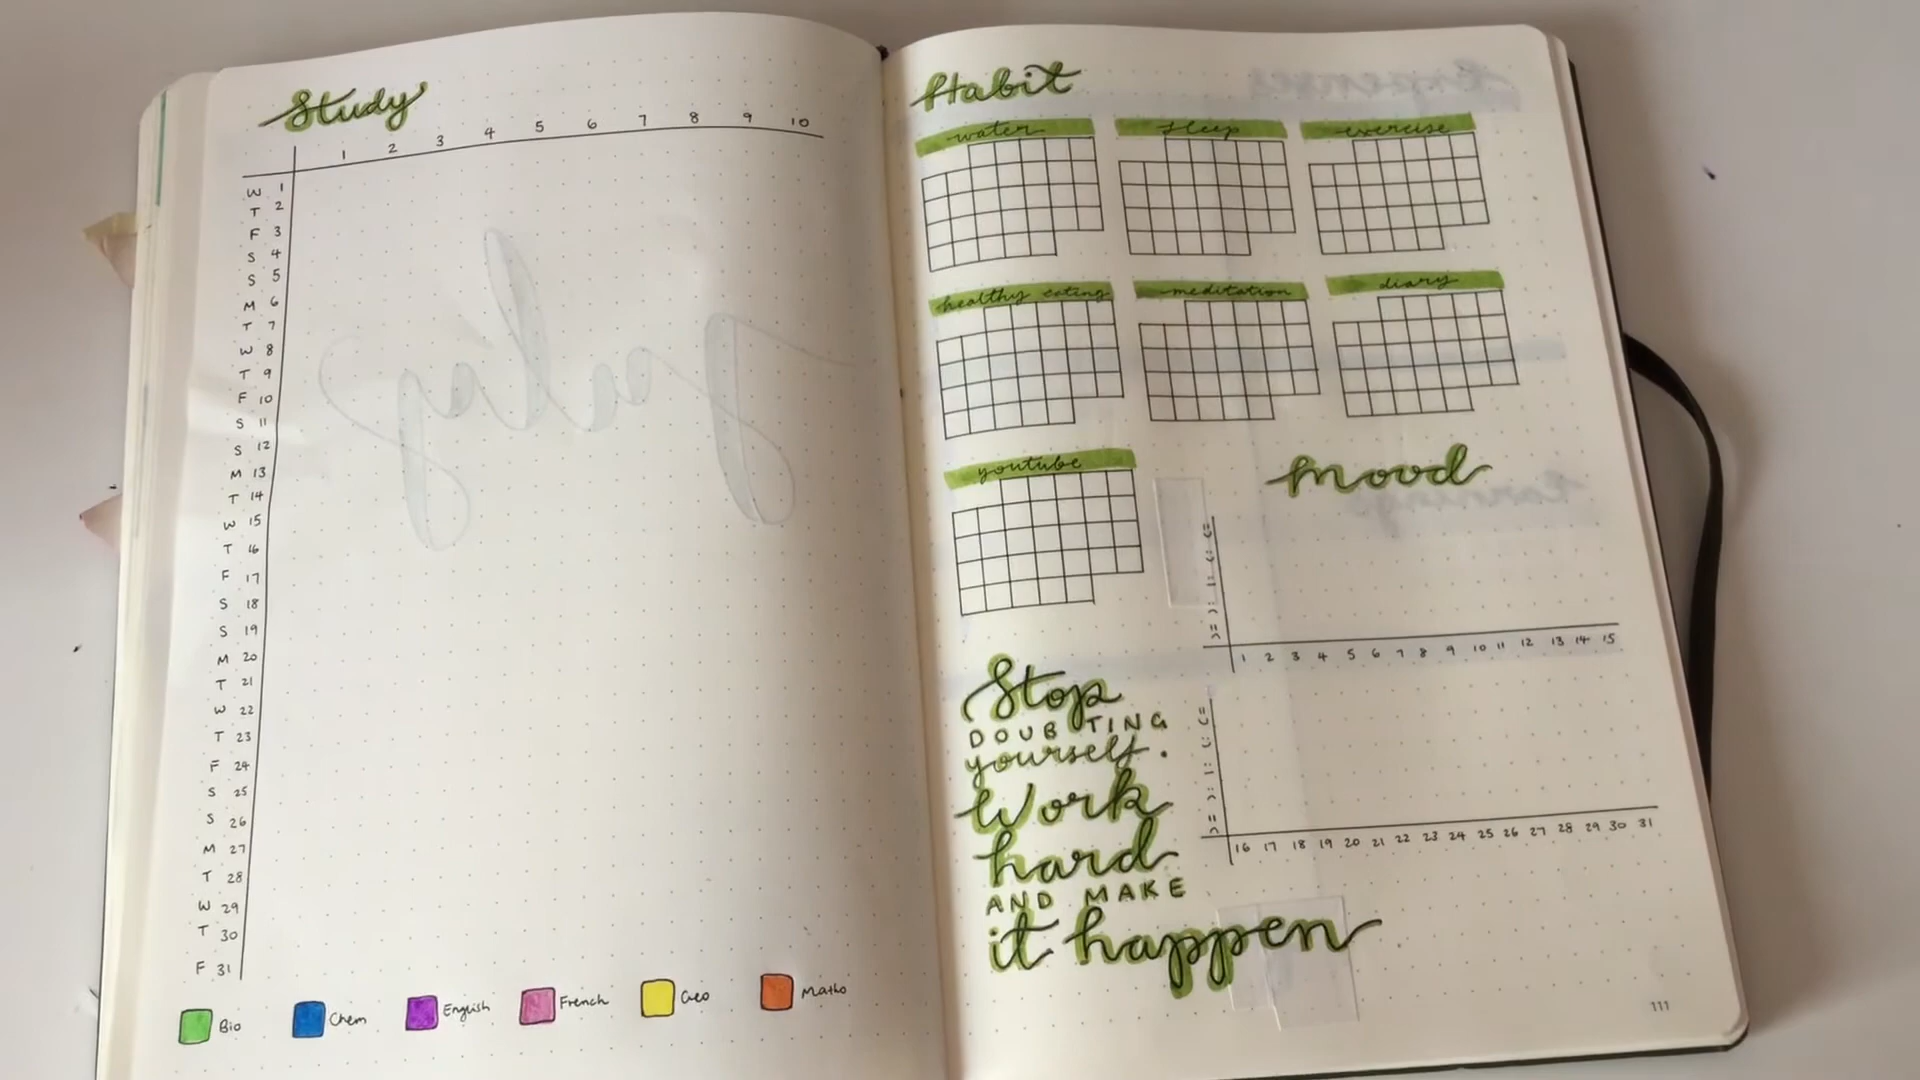 Study
1 2 3 4 5 6 7 8 9 10
W 1
T 2
F 3
S 4
S 5
M 6
T 7
W 8
T 9
F 10
S 11
S 12
M 13
T 14
W 15
T 16
F 17
S 18
S 19
M 20
T 21
W 22
T 23
F 24
S 25
S 26
M 27
T 28
W 29
T 30
F 31
Bio Chem English French Geo Maths
Habit
water sleep exercise
healthy eating meditation diary
youtube
Mood
)= ): |: (: (=
1 2 3 4 5 6 7 8 9 10 11 12 13 14 15
)= ): |: (: (=
16 17 18 19 20 21 22 23 24 25 26 27 28 29 30 31
Stop
DOUBTING
yourself.
Work
hard
AND MAKE
it happen
111
July
Expenses
Earnings